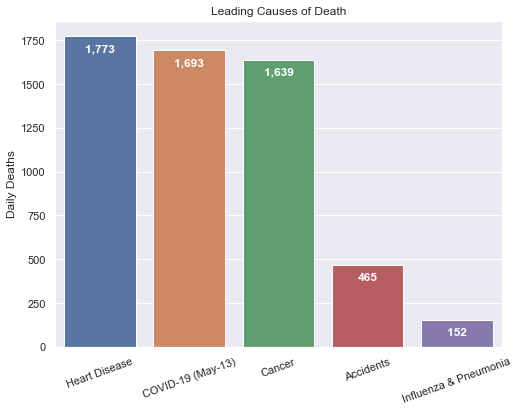 Leading Causes of Death
Daily Deaths
1750
1500
1250
1000
750
500
250
0
1,773
1,693
1,639
465
152
Heart Disease
COVID-19 (May-13)
Cancer
Accidents
Influenza & Pneumonia